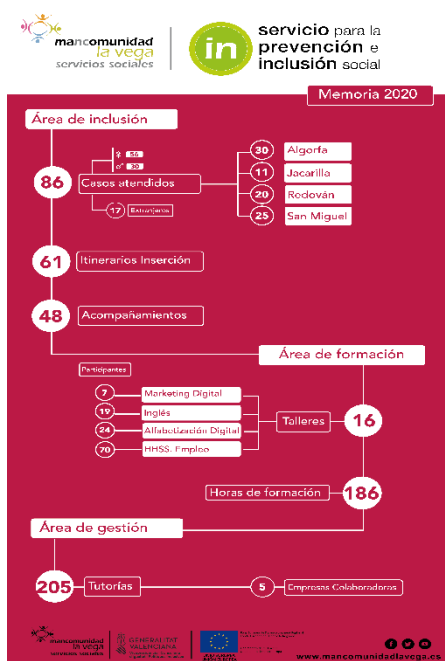 mancomunidad
la vega
servicios sociales
in
servicio para la
prevención e
inclusión social
Memoria 2020
Área de inclusión
♀ 56
♂ 30
86 Casos atendidos
17 Extranjeros
30 Algorfa
11 Jacarilla
20 Redován
25 San Miguel
61 Itinerarios Inserción
48 Acompañamientos
Área de formación
Participantes
7 Marketing Digital
19 Inglés
24 Alfabetización Digital
70 HHSS. Empleo
Talleres 16
Horas de formación 186
Área de gestión
205 Tutorías
5 Empresas Colaboradoras
mancomunidad
la vega
servicios sociales
GENERALITAT
VALENCIANA
www.mancomunidadlavega.es